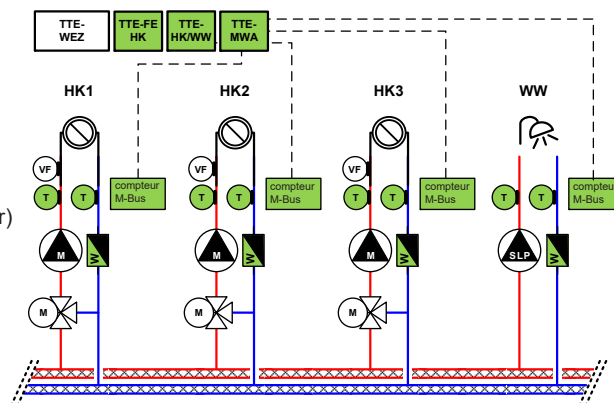 TTE-
WEZ
TTE-FE
HK
TTE-
HK/WW
TTE-
MWA
HK1
HK2
HK3
WW
VF
VF
VF
T
T
compteur
M-Bus
T
T
compteur
M-Bus
T
T
compteur
M-Bus
T
T
compteur
M-Bus
r)
M
W
M
W
M
W
SLP
W
M
M
M